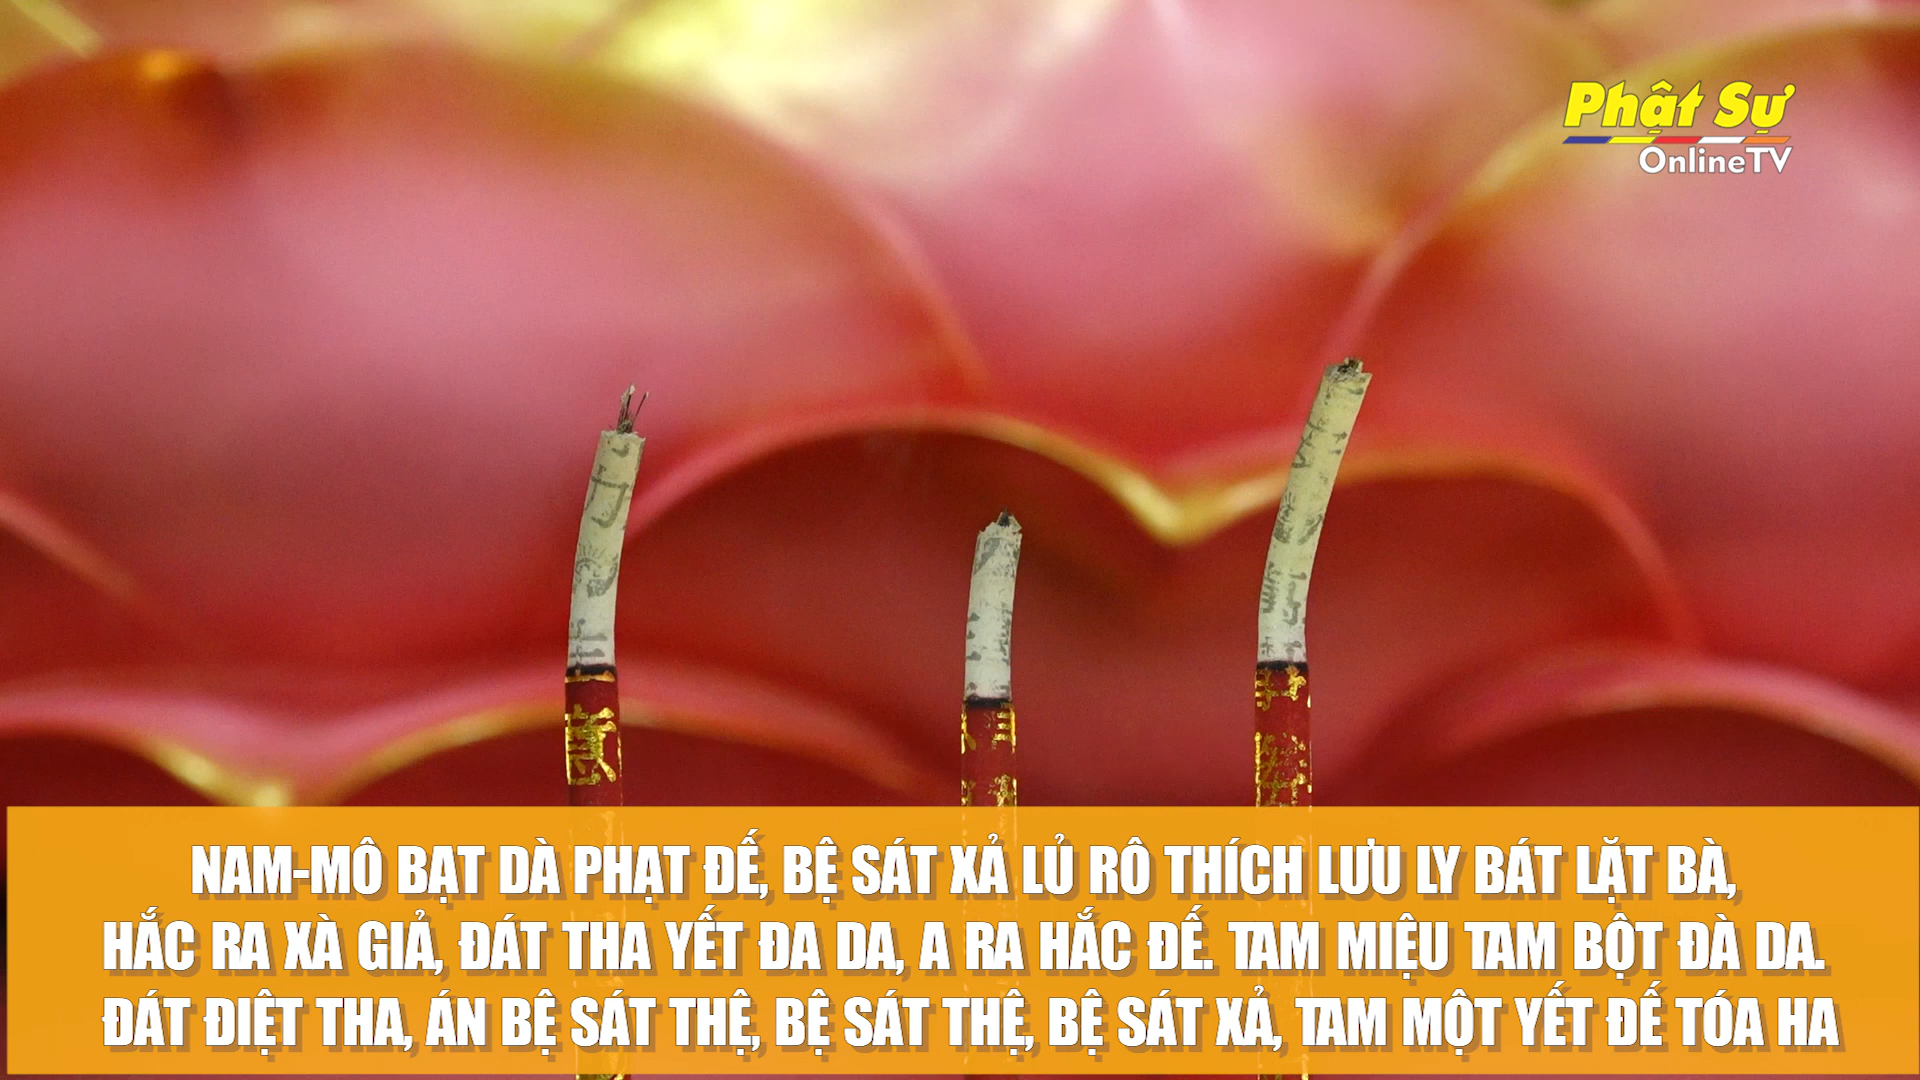 Phật Sự
OnlineTV
NAM-MÔ BẠT DÀ PHẠT ĐẾ, BỆ SÁT XẢ LỦ RÔ THÍCH LƯU LY BÁT LẶT BÀ,
HẮC RA XÀ GIẢ, ĐÁT THA YẾT ĐA DA, A RA HẮC ĐẾ. TAM MIỆU TAM BỘT ĐÀ DA.
ĐÁT ĐIỆT THA, ÁN BỆ SÁT THỆ, BỆ SÁT THỆ, BỆ SÁT XẢ, TAM MỘT YẾT ĐẾ TÓA HA